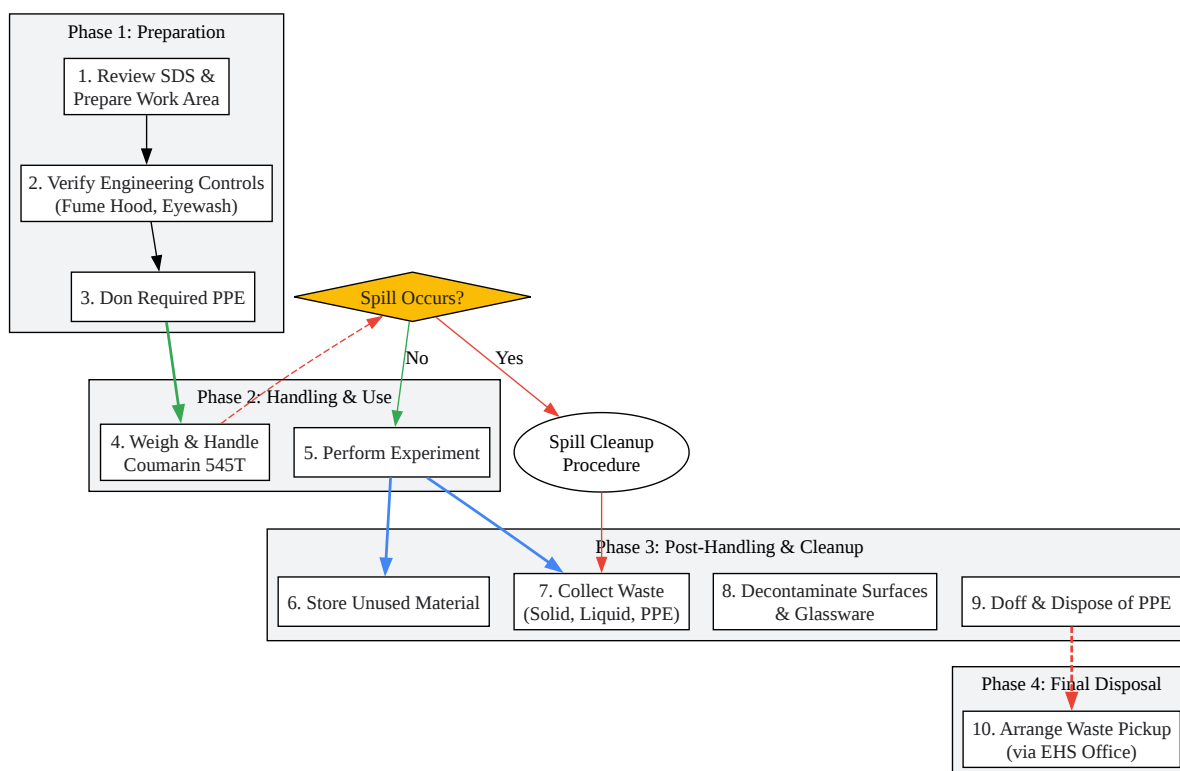 Phase 1: Preparation
1. Review SDS &
Prepare Work Area
2. Verify Engineering Controls
(Fume Hood, Eyewash)
3. Don Required PPE
Spill Occurs?
No
Yes
Phase 2: Handling & Use
4. Weigh & Handle
Coumarin 545T
5. Perform Experiment
Spill Cleanup
Procedure
Phase 3: Post-Handling & Cleanup
6. Store Unused Material
7. Collect Waste
(Solid, Liquid, PPE)
8. Decontaminate Surfaces
& Glassware
9. Doff & Dispose of PPE
Phase 4: Final Disposal
10. Arrange Waste Pickup
(via EHS Office)